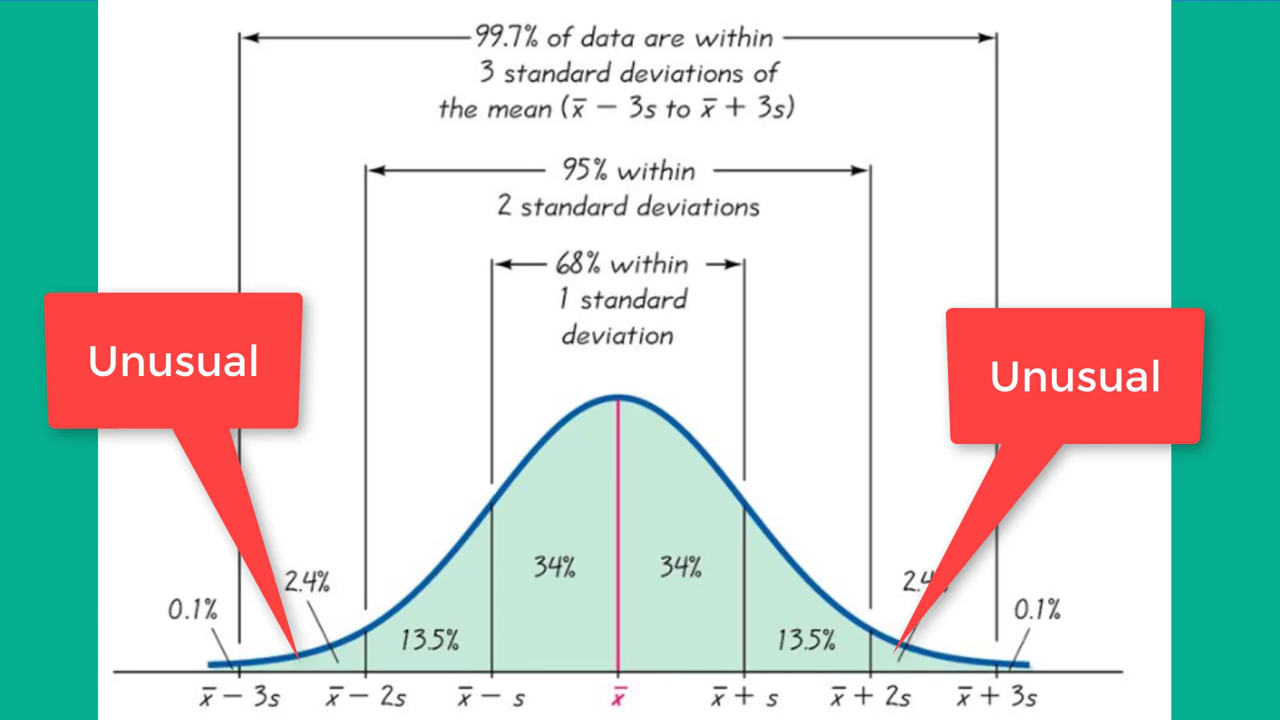 99.7% of data are within
3 standard deviations of
the mean (x̄ − 3s to x̄ + 3s)
95% within
2 standard deviations
68% within
1 standard
deviation
Unusual
Unusual
34%
34%
2.4%
0.1%
0.1%
13.5%
13.5%
x̄ − 3s
x̄ − 2s
x̄ − s
x̄
x̄ + s
x̄ + 2s
x̄ + 3s